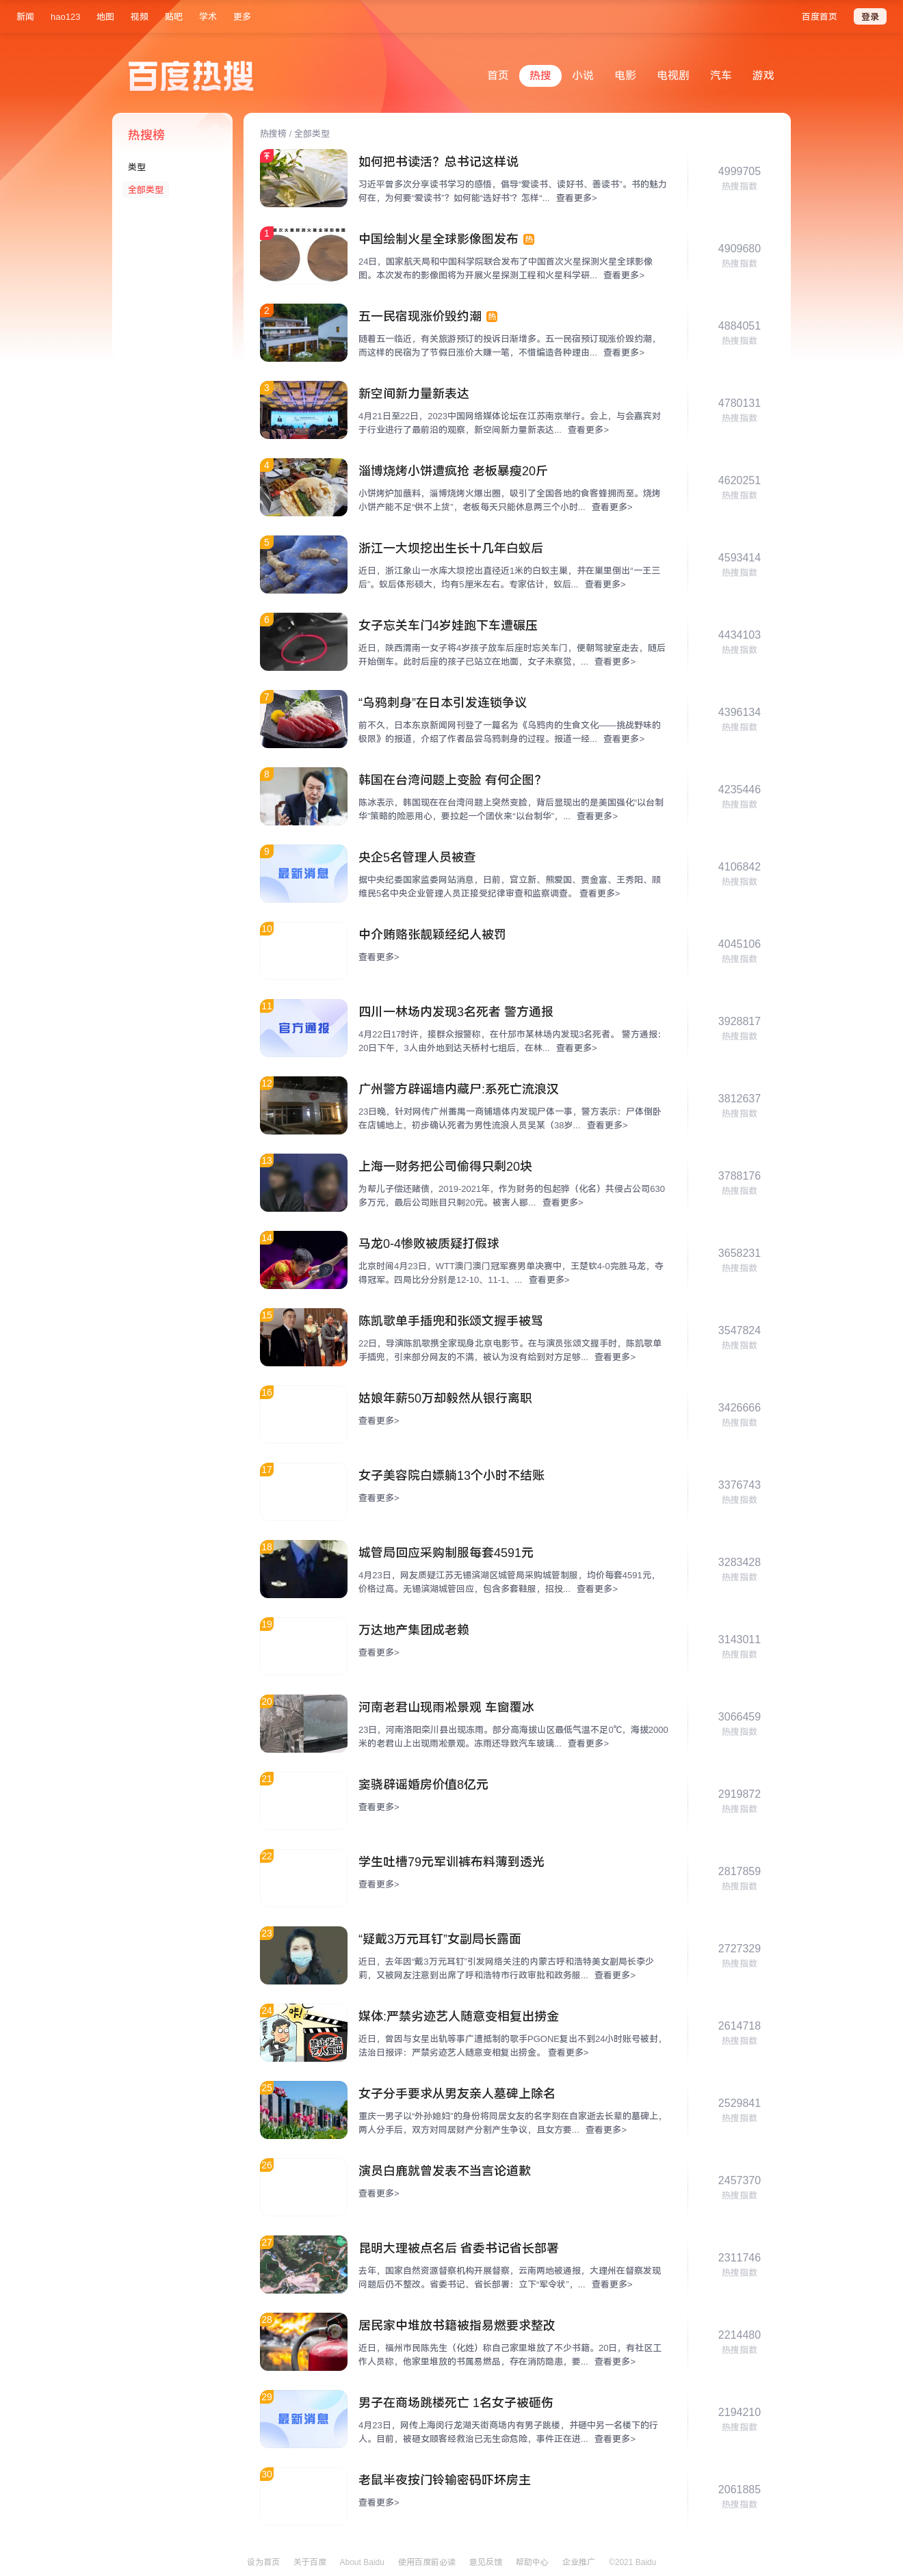 新闻 hao123 地图 视频 贴吧 学术 更多 百度首页 登录
百度热搜
首页 热搜 小说 电影 电视剧 汽车 游戏
热搜榜
类型
全部类型
热搜榜 / 全部类型
如何把书读活？总书记这样说
习近平曾多次分享读书学习的感悟，倡导“爱读书、读好书、善读书”。书的魅力
何在，为何要“爱读书”？如何能“选好书”？怎样“... 查看更多>
4999705
热搜指数
1
中国绘制火星全球影像图发布 热
24日，国家航天局和中国科学院联合发布了中国首次火星探测火星全球影像
图。本次发布的影像图将为开展火星探测工程和火星科学研... 查看更多>
4909680
热搜指数
2
五一民宿现涨价毁约潮 热
随着五一临近，有关旅游预订的投诉日渐增多。五一民宿预订现涨价毁约潮，
而这样的民宿为了节假日涨价大赚一笔，不惜编造各种理由... 查看更多>
4884051
热搜指数
3
新空间新力量新表达
4月21日至22日，2023中国网络媒体论坛在江苏南京举行。会上，与会嘉宾对
于行业进行了最前沿的观察，新空间新力量新表达... 查看更多>
4780131
热搜指数
4
淄博烧烤小饼遭疯抢 老板暴瘦20斤
小饼烤炉加蘸料，淄博烧烤火爆出圈，吸引了全国各地的食客蜂拥而至。烧烤
小饼产能不足“供不上货”，老板每天只能休息两三个小时... 查看更多>
4620251
热搜指数
5
浙江一大坝挖出生长十几年白蚁后
近日，浙江象山一水库大坝挖出直径近1米的白蚁主巢，并在巢里倒出“一王三
后”。蚁后体形硕大，均有5厘米左右。专家估计，蚁后... 查看更多>
4593414
热搜指数
6
女子忘关车门4岁娃跑下车遭碾压
近日，陕西渭南一女子将4岁孩子放车后座时忘关车门，便朝驾驶室走去，随后
开始倒车。此时后座的孩子已站立在地面，女子未察觉，... 查看更多>
4434103
热搜指数
7
“乌鸦刺身”在日本引发连锁争议
前不久，日本东京新闻网刊登了一篇名为《乌鸦肉的生食文化——挑战野味的
极限》的报道，介绍了作者品尝乌鸦刺身的过程。报道一经... 查看更多>
4396134
热搜指数
8
韩国在台湾问题上变脸 有何企图？
陈冰表示，韩国现在在台湾问题上突然变脸，背后显现出的是美国强化“以台制
华”策略的险恶用心，要拉起一个团伙来“以台制华”，... 查看更多>
4235446
热搜指数
9
最新消息
央企5名管理人员被查
据中央纪委国家监委网站消息，日前，宫立新、熊爱国、贾金富、王秀阳、顾
维民5名中央企业管理人员正接受纪律审查和监察调查。 查看更多>
4106842
热搜指数
10
中介贿赂张靓颖经纪人被罚
查看更多>
4045106
热搜指数
11
官方通报
四川一林场内发现3名死者 警方通报
4月22日17时许，接群众报警称，在什邡市某林场内发现3名死者。 警方通报：
20日下午，3人由外地到达天桥村七组后，在林... 查看更多>
3928817
热搜指数
12
广州警方辟谣墙内藏尸:系死亡流浪汉
23日晚，针对网传广州番禺一商铺墙体内发现尸体一事，警方表示：尸体倒卧
在店铺地上，初步确认死者为男性流浪人员吴某（38岁... 查看更多>
3812637
热搜指数
13
上海一财务把公司偷得只剩20块
为帮儿子偿还赌债，2019-2021年，作为财务的包起骅（化名）共侵占公司630
多万元，最后公司账目只剩20元。被害人鄢... 查看更多>
3788176
热搜指数
14
马龙0-4惨败被质疑打假球
北京时间4月23日，WTT澳门澳门冠军赛男单决赛中，王楚钦4-0完胜马龙，夺
得冠军。四局比分分别是12-10、11-1、... 查看更多>
3658231
热搜指数
15
陈凯歌单手插兜和张颂文握手被骂
22日，导演陈凯歌携全家现身北京电影节。在与演员张颂文握手时，陈凯歌单
手插兜，引来部分网友的不满，被认为没有给到对方足够... 查看更多>
3547824
热搜指数
16
姑娘年薪50万却毅然从银行离职
查看更多>
3426666
热搜指数
17
女子美容院白嫖躺13个小时不结账
查看更多>
3376743
热搜指数
18
城管局回应采购制服每套4591元
4月23日，网友质疑江苏无锡滨湖区城管局采购城管制服，均价每套4591元，
价格过高。无锡滨湖城管回应，包含多套鞋服，招投... 查看更多>
3283428
热搜指数
19
万达地产集团成老赖
查看更多>
3143011
热搜指数
20
河南老君山现雨凇景观 车窗覆冰
23日，河南洛阳栾川县出现冻雨。部分高海拔山区最低气温不足0℃，海拔2000
米的老君山上出现雨凇景观。冻雨还导致汽车玻璃... 查看更多>
3066459
热搜指数
21
窦骁辟谣婚房价值8亿元
查看更多>
2919872
热搜指数
22
学生吐槽79元军训裤布料薄到透光
查看更多>
2817859
热搜指数
23
“疑戴3万元耳钉”女副局长露面
近日，去年因“戴3万元耳钉”引发网络关注的内蒙古呼和浩特美女副局长李少
莉，又被网友注意到出席了呼和浩特市行政审批和政务服... 查看更多>
2727329
热搜指数
24
媒体:严禁劣迹艺人随意变相复出捞金
近日，曾因与女星出轨等事广遭抵制的歌手PGONE复出不到24小时账号被封，
法治日报评：严禁劣迹艺人随意变相复出捞金。 查看更多>
2614718
热搜指数
25
女子分手要求从男友亲人墓碑上除名
重庆一男子以“外孙媳妇”的身份将同居女友的名字刻在自家逝去长辈的墓碑上，
两人分手后，双方对同居财产分割产生争议，且女方要... 查看更多>
2529841
热搜指数
26
演员白鹿就曾发表不当言论道歉
查看更多>
2457370
热搜指数
27
昆明大理被点名后 省委书记省长部署
去年，国家自然资源督察机构开展督察，云南两地被通报，大理州在督察发现
问题后仍不整改。省委书记、省长部署：立下“军令状”，... 查看更多>
2311746
热搜指数
28
居民家中堆放书籍被指易燃要求整改
近日，福州市民陈先生（化姓）称自己家里堆放了不少书籍。20日，有社区工
作人员称，他家里堆放的书属易燃品，存在消防隐患，要... 查看更多>
2214480
热搜指数
29
最新消息
男子在商场跳楼死亡 1名女子被砸伤
4月23日，网传上海闵行龙湖天街商场内有男子跳楼，并砸中另一名楼下的行
人。目前，被砸女顾客经救治已无生命危险，事件正在进... 查看更多>
2194210
热搜指数
30
老鼠半夜按门铃输密码吓坏房主
查看更多>
2061885
热搜指数
设为首页 关于百度 About Baidu 使用百度前必读 意见反馈 帮助中心 企业推广 ©2021 Baidu